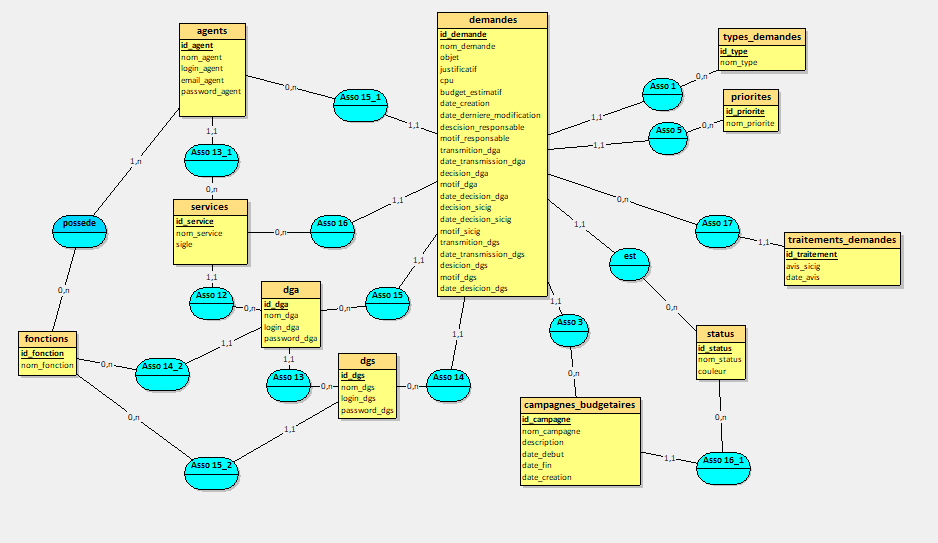 agents
id_agent
nom_agent
login_agent
email_agent
password_agent
demandes
id_demande
nom_demande
objet
justificatif
cpu
budget_estimatif
date_creation
date_derniere_modification
descision_responsable
motif_responsable
transmition_dga
date_transmission_dga
decision_dga
motif_dga
date_decision_dga
decision_sicig
date_decision_sicig
motif_sicig
transmition_dgs
date_transmission_dgs
desicion_dgs
motif_dgs
date_desicion_dgs
types_demandes
id_type
nom_type
priorites
id_priorite
nom_priorite
Asso 15_1
0,n
1,1
Asso 1
0,n
1,1
Asso 5
0,n
1,1
1,1
Asso 13_1
0,n
1,n
possede
0,n
services
id_service
nom_service
sigle
0,n
Asso 16
1,1
0,n
Asso 17
1,1
traitements_demandes
id_traitement
avis_sicig
date_avis
1,1
est
0,n
1,1
Asso 12
0,n
dga
id_dga
nom_dga
login_dga
password_dga
0,n
Asso 15
1,1
fonctions
id_fonction
nom_fonction
0,n
Asso 14_2
1,1
1,1
Asso 13
0,n
dgs
id_dgs
nom_dgs
login_dgs
password_dgs
0,n
Asso 14
1,1
1,1
Asso 3
0,n
status
id_status
nom_status
couleur
0,n
Asso 15_2
1,1
campagnes_budgetaires
id_campagne
nom_campagne
description
date_debut
date_fin
date_creation
1,1
Asso 16_1
0,n